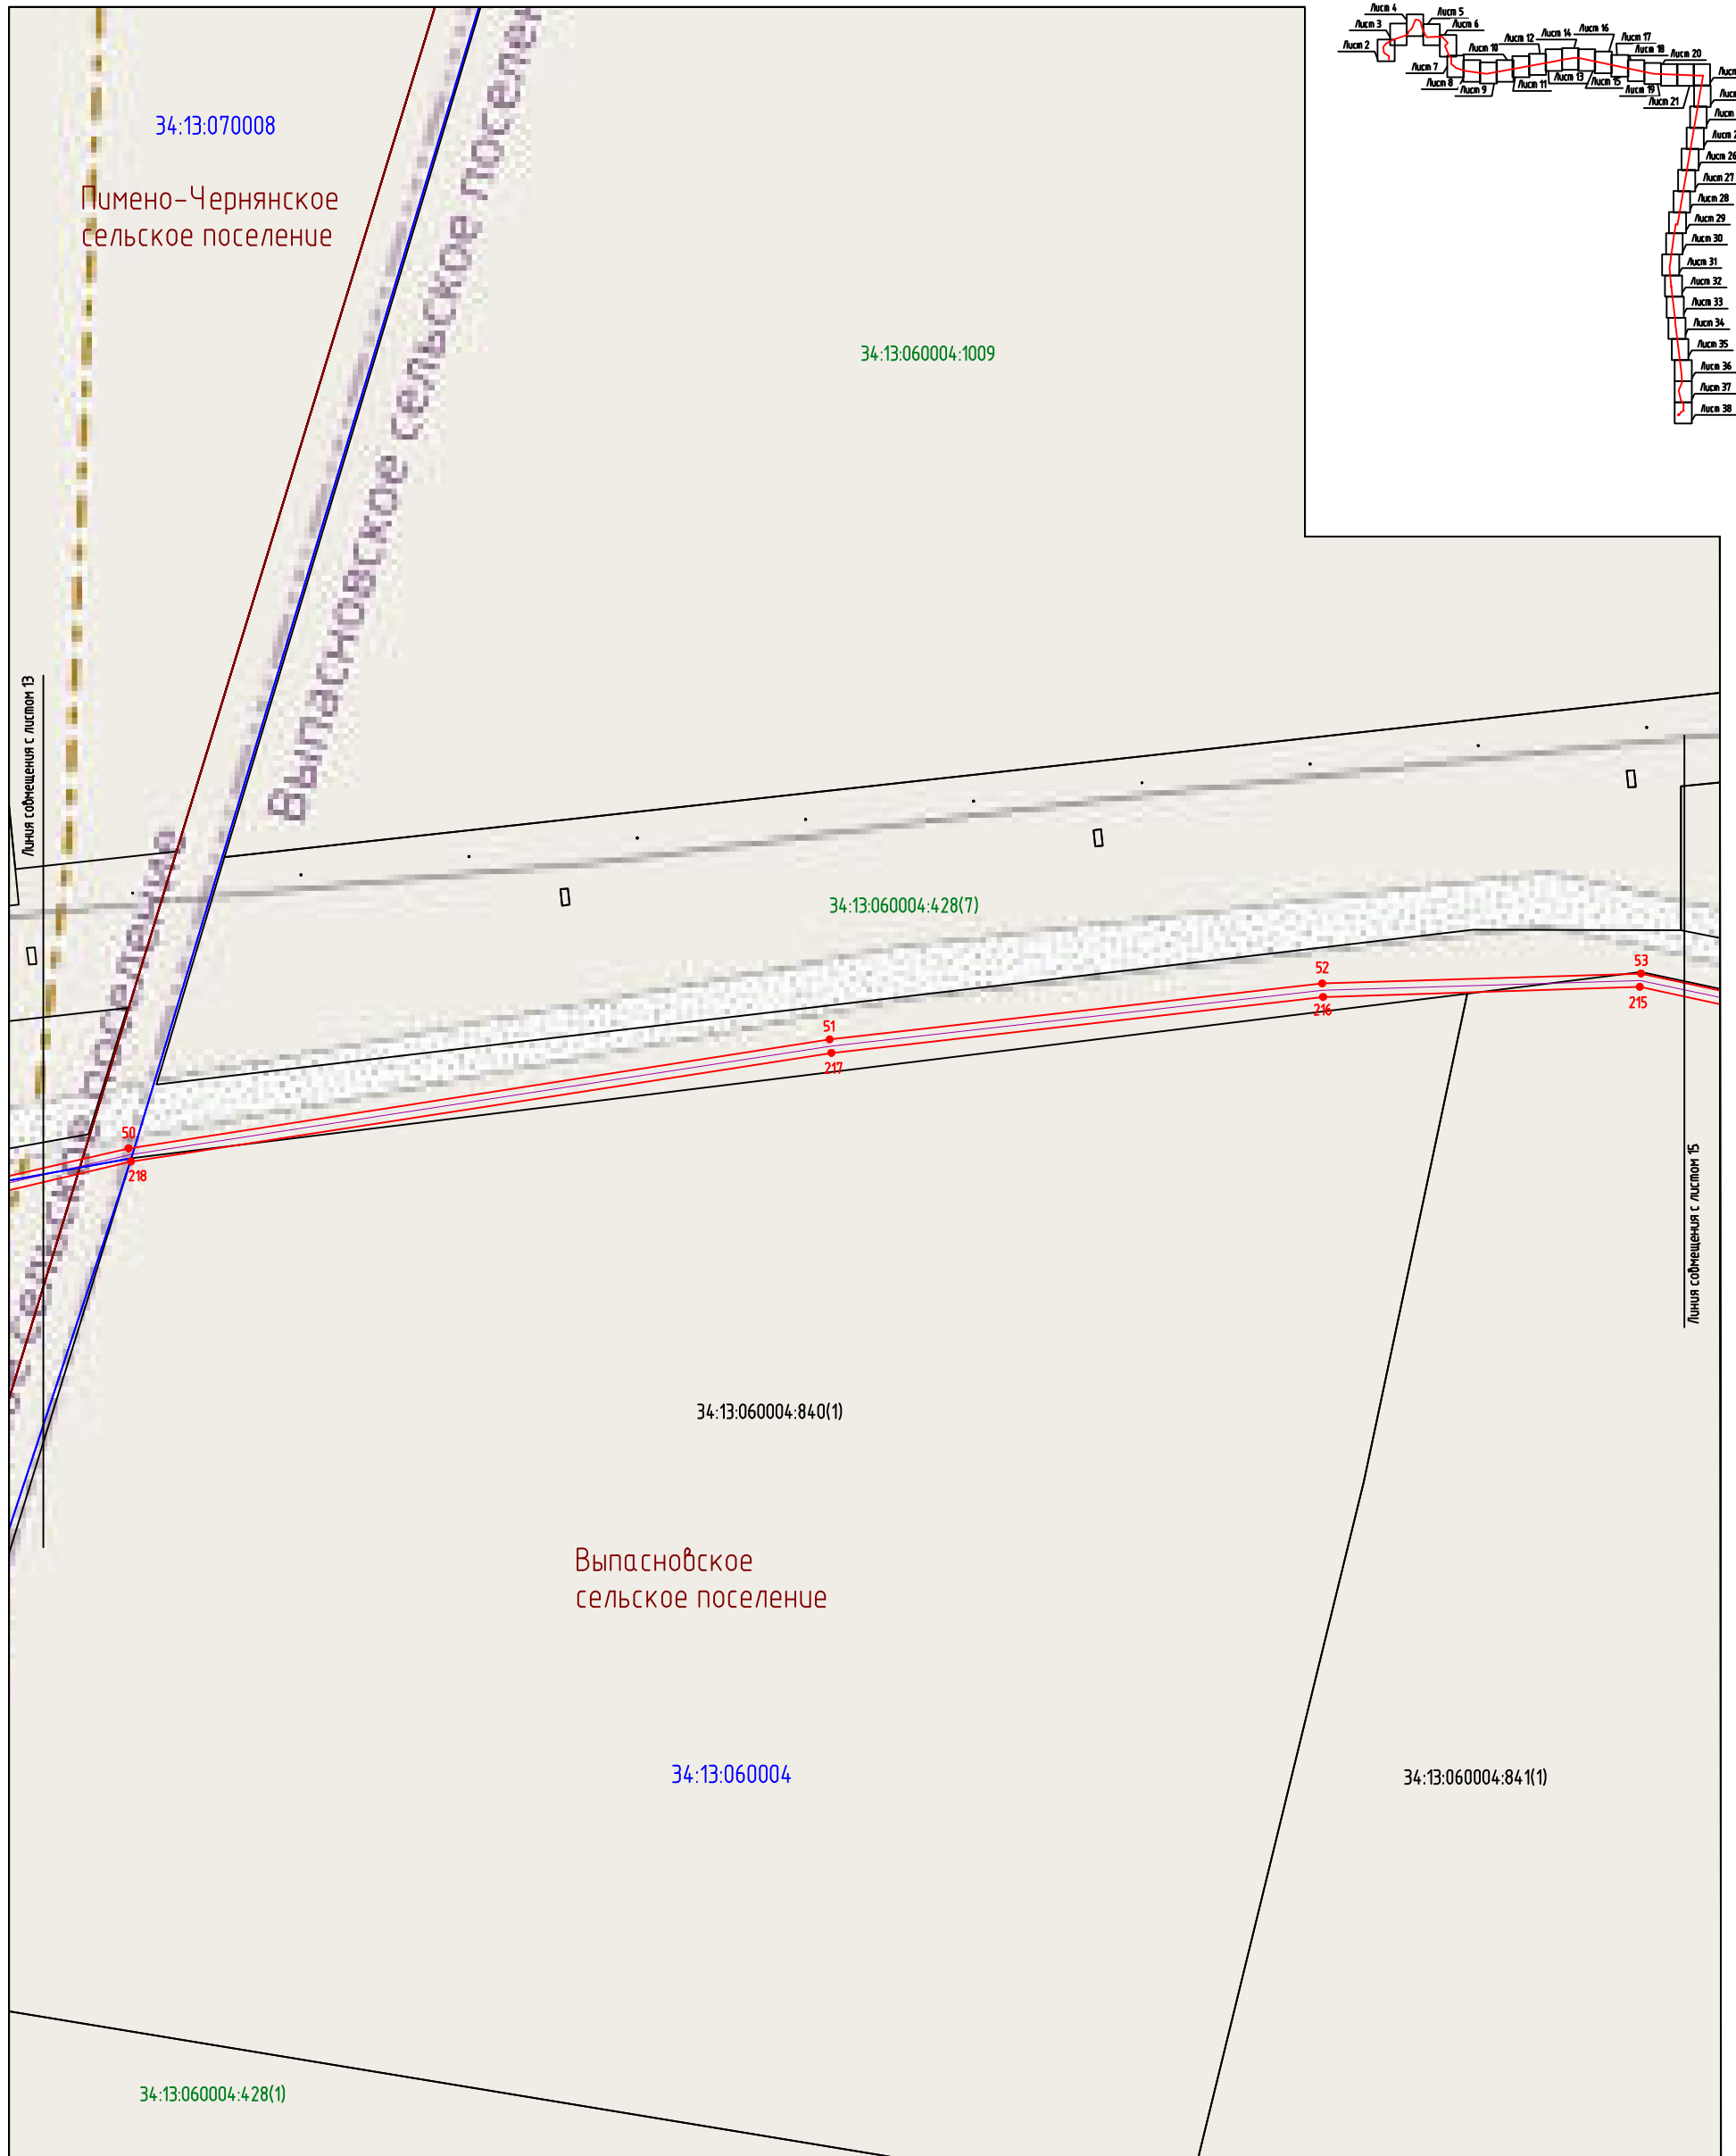 Лист 4
Лист 5
Лист 3
Лист 6
Лист 2
Лист 12
Лист 14
Лист 16
Лист 17
Лист 10
Лист 18
Лист 20
Лист 7
Лист 8
Лист 9
Лист 11
Лист 13
Лист 15
Лист 19
Лист 21
Лист 26
Лист 27
Лист 28
Лист 29
Лист 30
Лист 31
Лист 32
Лист 33
Лист 34
Лист 35
Лист 36
Лист 37
Лист 38
34:13:070008
Пимено-Чернянское
сельское поселение
Выпасновское сельское
34:13:060004:1009
Линия совмещения с листом 13
34:13:060004:428(7)
поселение
53
52
215
216
51
217
50
218
Линия совмещения с листом 15
34:13:060004:840(1)
Выпасновское
сельское поселение
34:13:060004
34:13:060004:841(1)
34:13:060004:428(1)